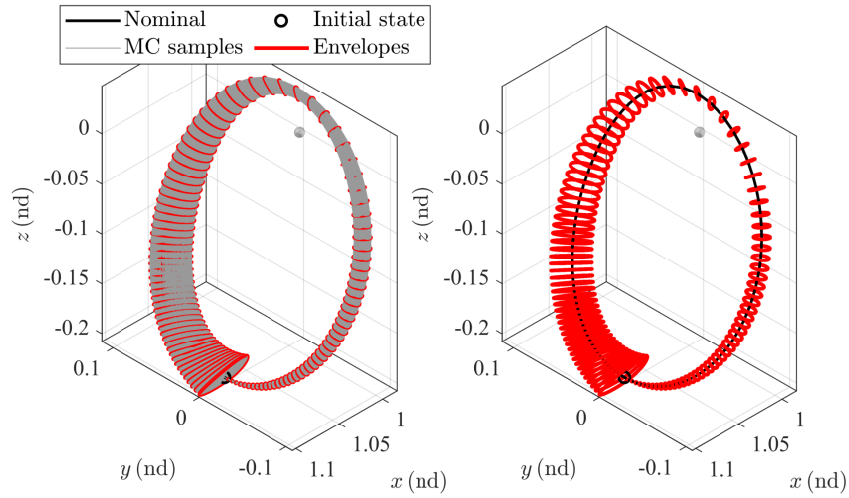 Nominal
Initial state
MC samples
Envelopes
0
-0.05
-0.1
-0.15
-0.2
z (nd)
0.1
0
-0.1
y (nd)
1
1.05
1.1
x (nd)
0
-0.05
-0.1
-0.15
-0.2
z (nd)
0.1
0
-0.1
y (nd)
1
1.05
1.1
x (nd)